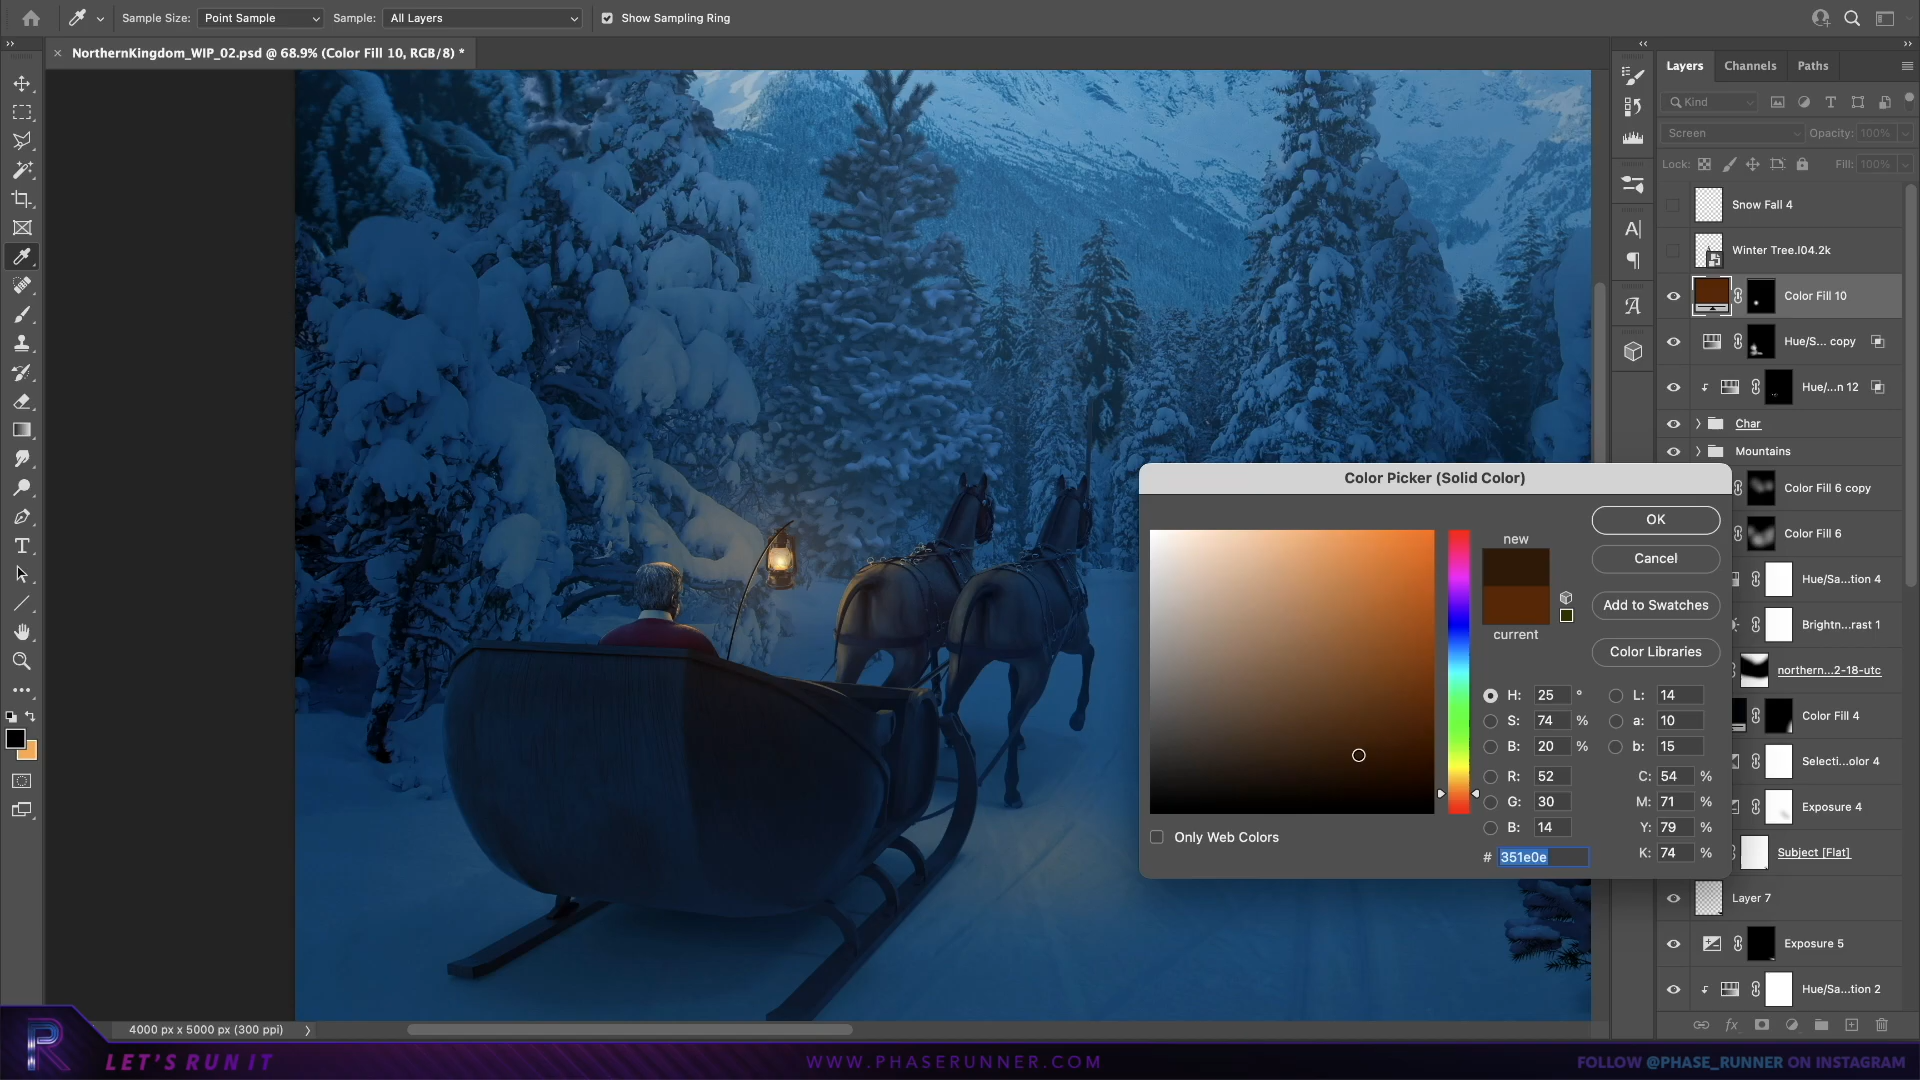 Sample Size: Point Sample Sample: All Layers Show Sampling Ring
NorthernKingdom_WIP_02.psd @ 68.9% (Color Fill 10, RGB/8) *
Layers Channels Paths
Kind
Screen Opacity: 100%
Lock: Fill: 100%
Snow Fall 4
Winter Tree.I04.2k
Color Fill 10
Hue/S... copy
Hue/...n 12
Char
Mountains
Color Fill 6 copy
Color Fill 6
Hue/Sa...tion 4
Brightn...rast 1
northern...2-18-utc
Color Fill 4
Selecti...olor 4
Exposure 4
Subject [Flat]
Layer 7
Exposure 5
Hue/Sa...tion 2
Color Picker (Solid Color)
new
current
OK
Cancel
Add to Swatches
Color Libraries
H: 25 ° L: 14
S: 74 % a: 10
B: 20 % b: 15
R: 52 C: 54 %
G: 30 M: 71 %
B: 14 Y: 79 %
# 351e0e K: 74 %
Only Web Colors
4000 px x 5000 px (300 ppi)
LET'S RUN IT
WWW.PHASERUNNER.COM
FOLLOW @PHASE_RUNNER ON INSTAGRAM